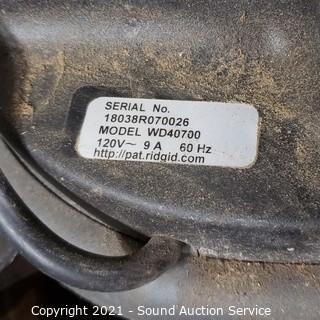 SERIAL No.
18038R070026
MODEL WD40700
120V~ 9 A 60 Hz
http://pat.ridgid.com
Copyright 2021 - Sound Auction Service